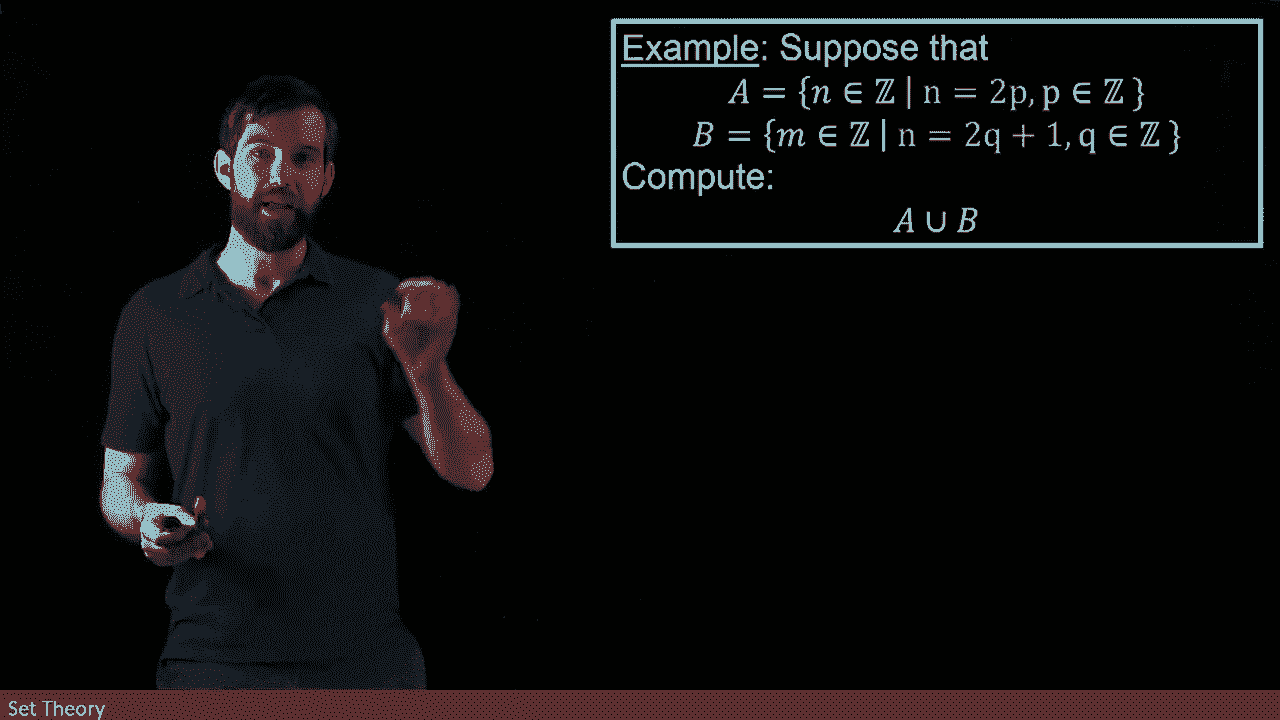 Example: Suppose that
A = {n ∈ ℤ | n = 2p, p ∈ ℤ }
B = {m ∈ ℤ | n = 2q + 1, q ∈ ℤ }
Compute:
A ∪ B
Set Theory